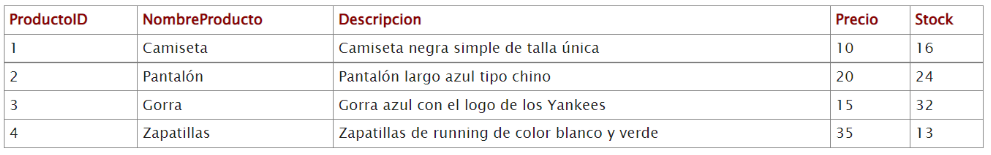 ProductoID NombreProducto Descripcion Precio Stock
1 Camiseta Camiseta negra simple de talla única 10 16
2 Pantalón Pantalón largo azul tipo chino 20 24
3 Gorra Gorra azul con el logo de los Yankees 15 32
4 Zapatillas Zapatillas de running de color blanco y verde 35 13